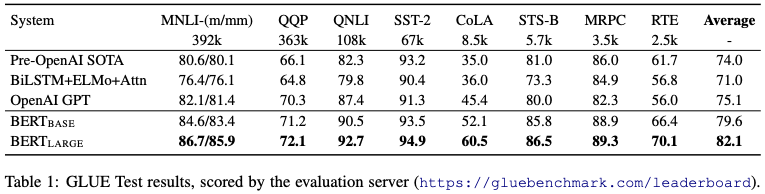 System MNLI-(m/mm) QQP QNLI SST-2 CoLA STS-B MRPC RTE Average
392k 363k 108k 67k 8.5k 5.7k 3.5k 2.5k -
Pre-OpenAI SOTA 80.6/80.1 66.1 82.3 93.2 35.0 81.0 86.0 61.7 74.0
BiLSTM+ELMo+Attn 76.4/76.1 64.8 79.8 90.4 36.0 73.3 84.9 56.8 71.0
OpenAI GPT 82.1/81.4 70.3 87.4 91.3 45.4 80.0 82.3 56.0 75.1
BERTBASE 84.6/83.4 71.2 90.5 93.5 52.1 85.8 88.9 66.4 79.6
BERTLARGE 86.7/85.9 72.1 92.7 94.9 60.5 86.5 89.3 70.1 82.1
Table 1: GLUE Test results, scored by the evaluation server (https://gluebenchmark.com/leaderboard).